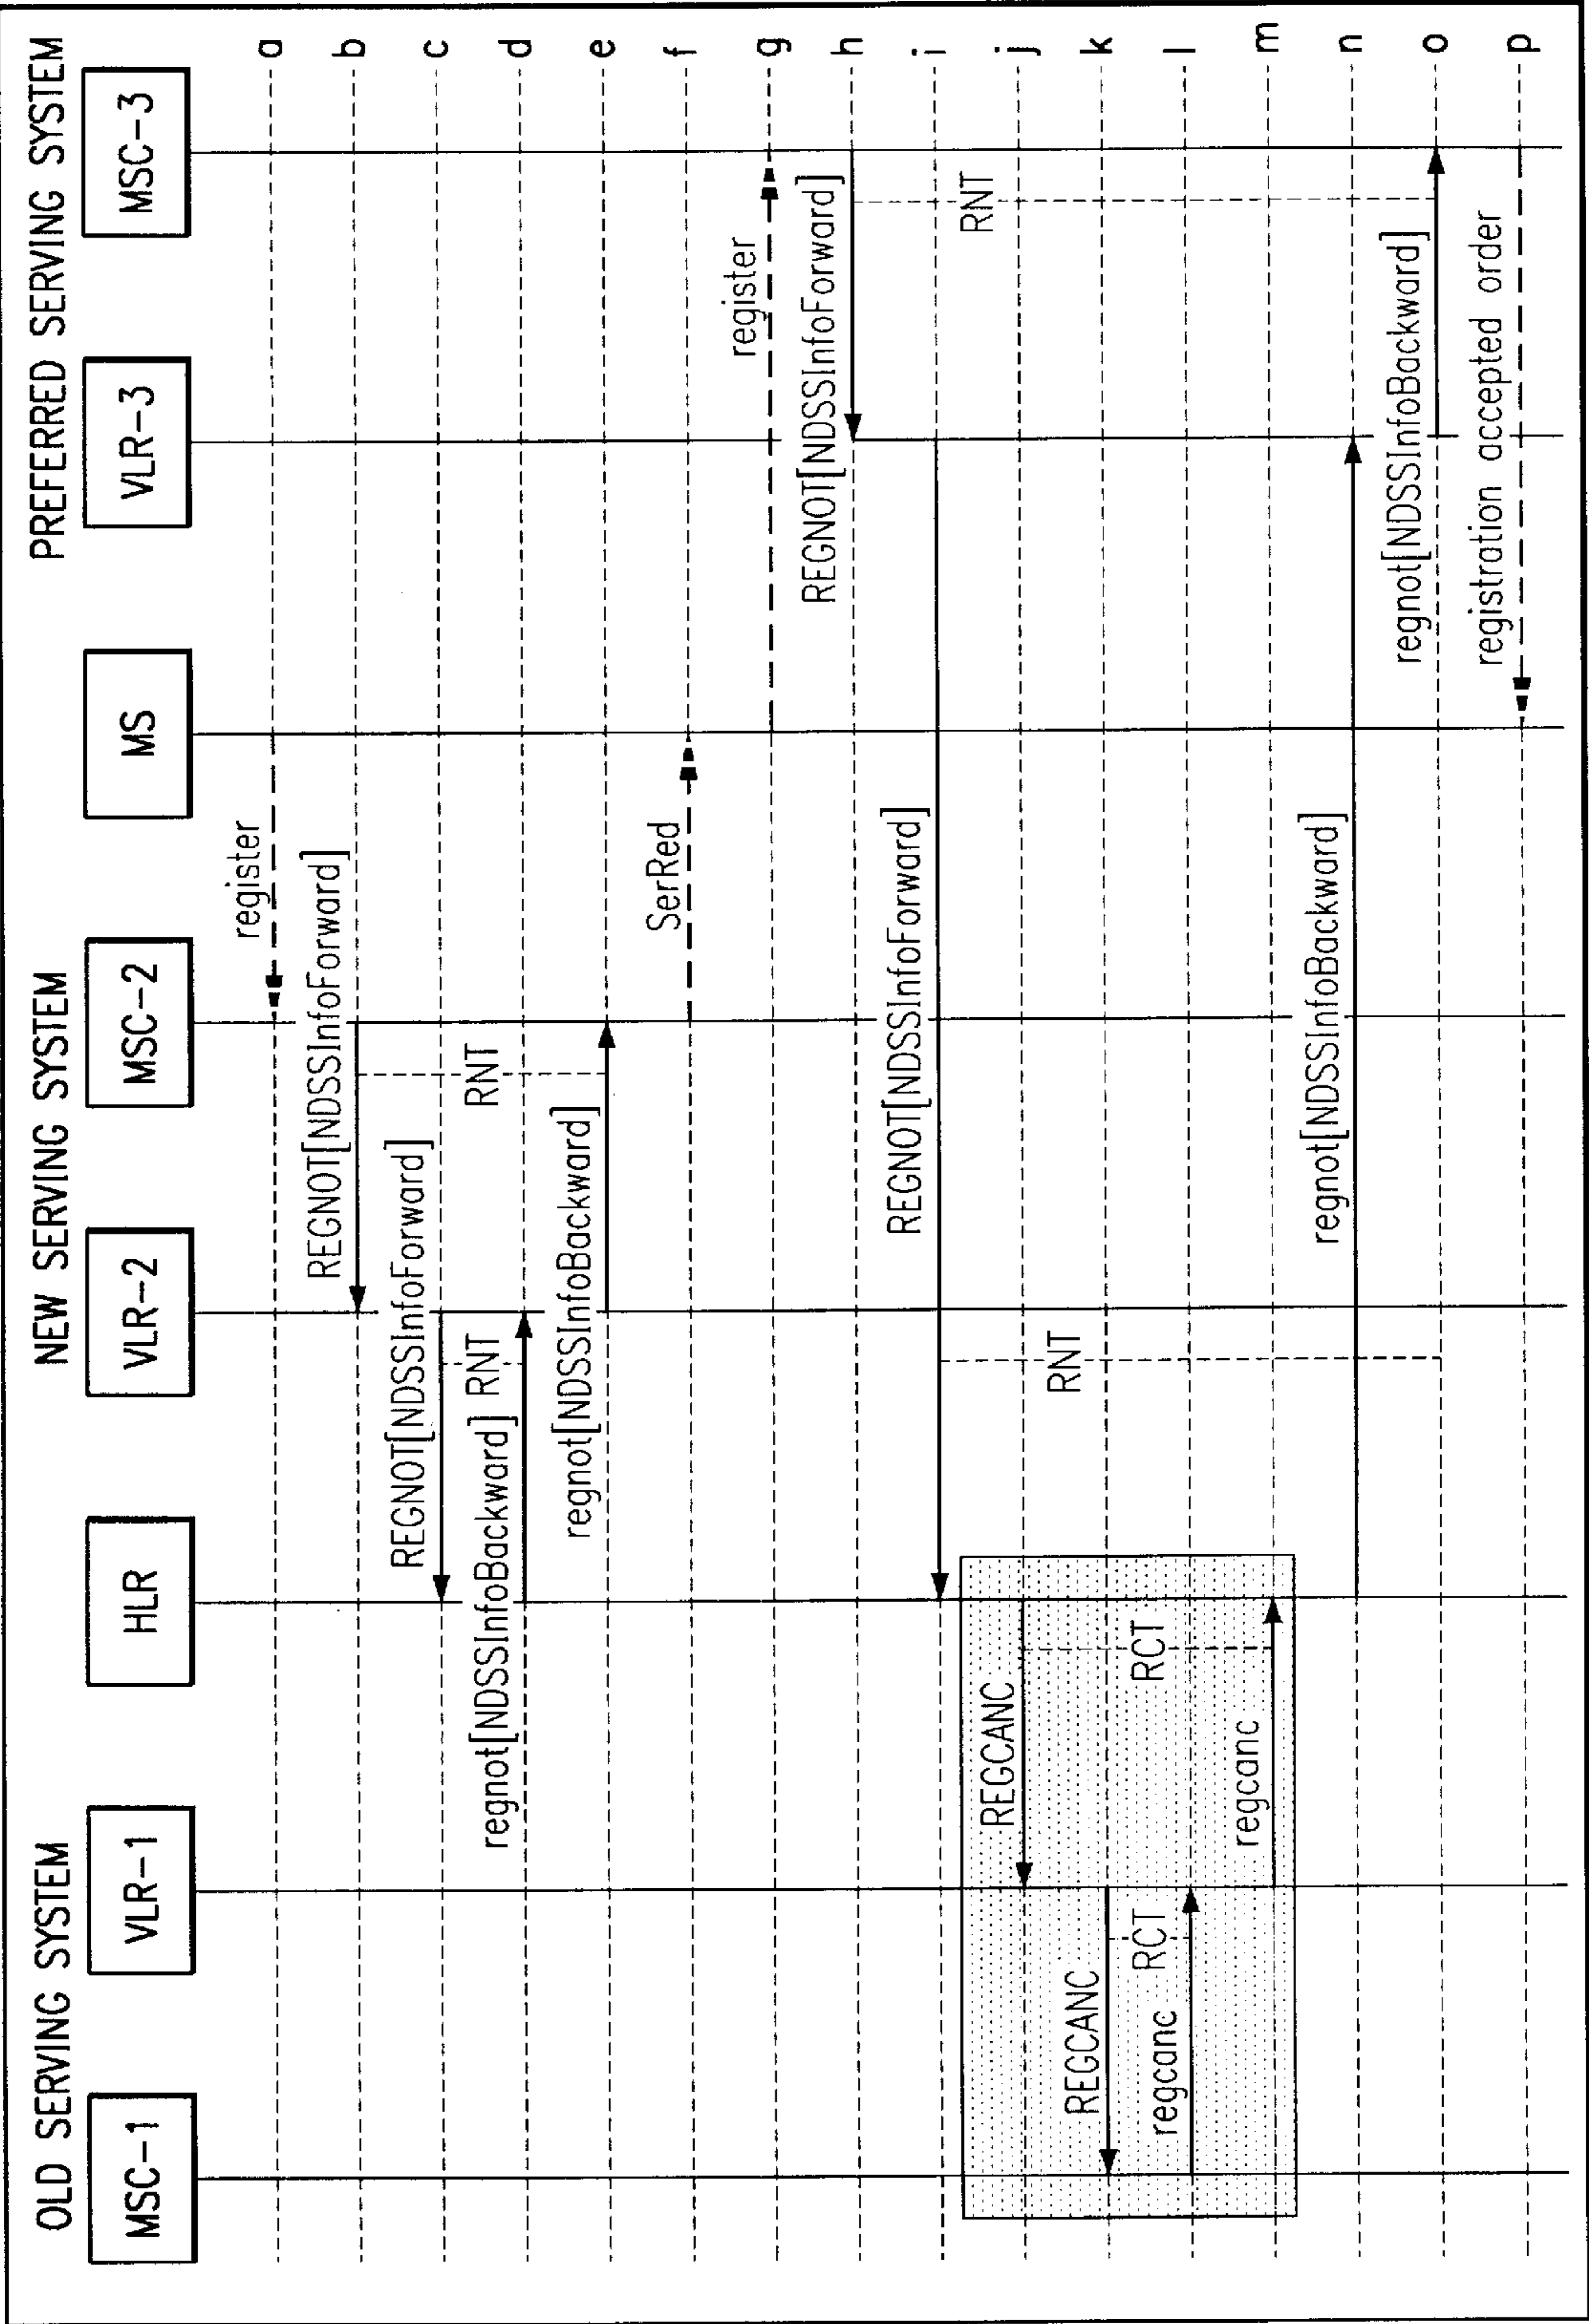 OLD SERVING SYSTEM
NEW SERVING SYSTEM
PREFERRED SERVING SYSTEM
MSC-1
VLR-1
HLR
VLR-2
MSC-2
MS
VLR-3
MSC-3
register
a
REGNOT[NDSSInfoForward]
b
REGNOT[NDSSInfoForward]
c
RNT
RNT
regnot[NDSSInfoBackward]
d
regnot[NDSSInfoBackward]
e
SerRed
f
register
g
REGNOT[NDSSInfoForward]
h
REGNOT[NDSSInfoForward]
i
RNT
REGCANC
j
RNT
REGCANC
k
RCT
RCT
regcanc
l
regcanc
m
regnot[NDSSInfoBackward]
n
regnot[NDSSInfoBackward]
o
registration accepted order
p